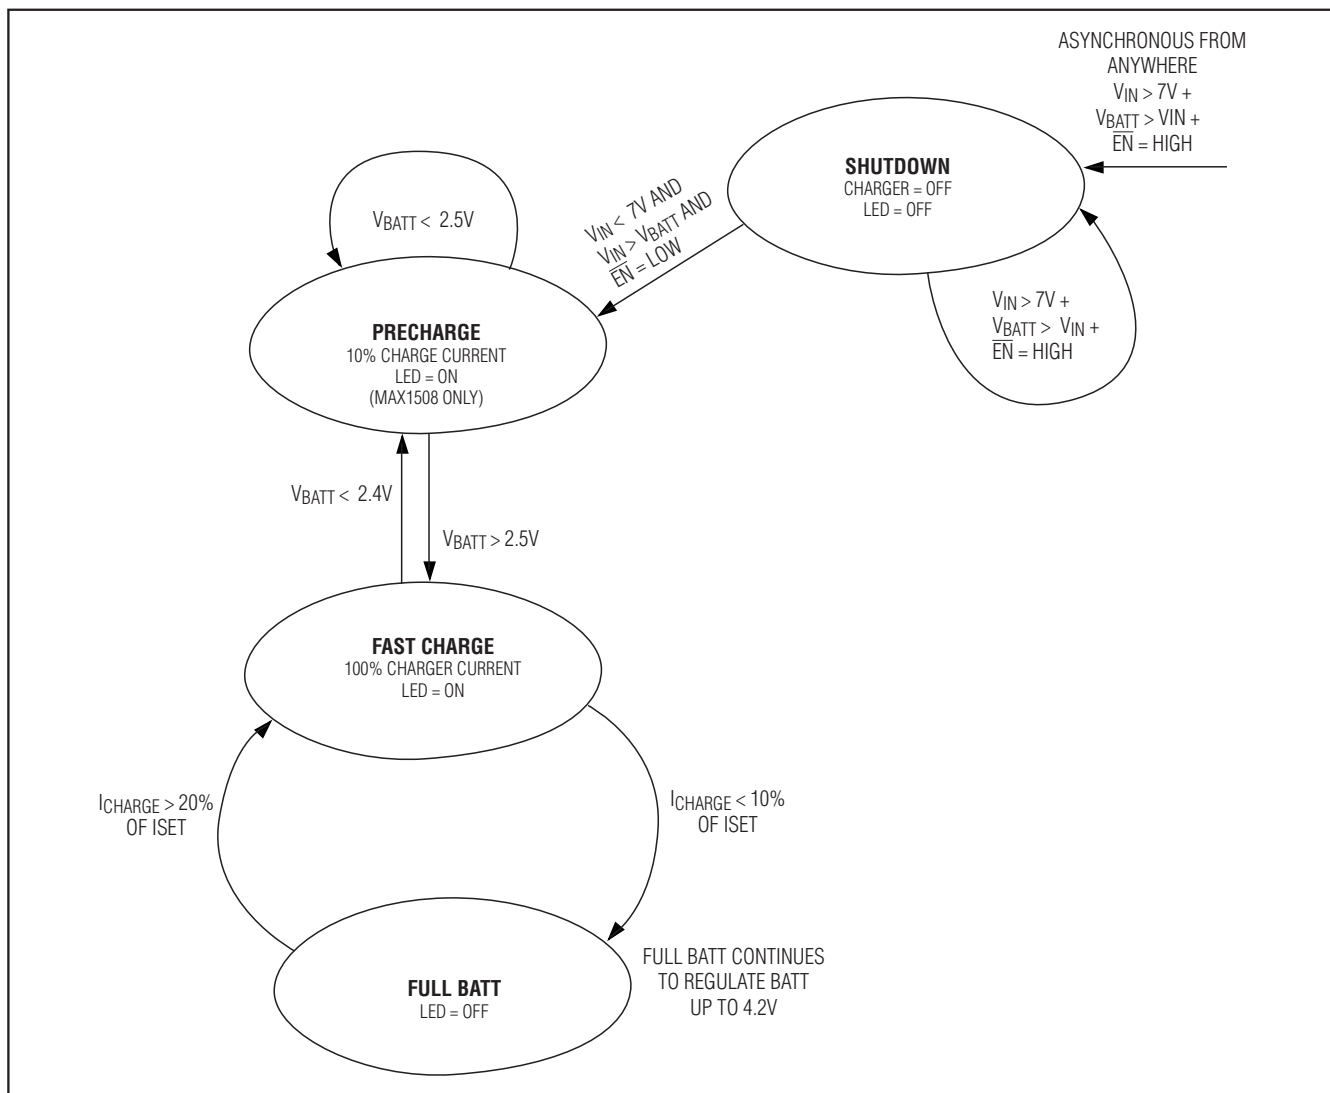 ASYNCHRONOUS FROM
ANYWHERE
VIN > 7V +
VBATT > VIN +
E̅N̅ = HIGH
SHUTDOWN
CHARGER = OFF
LED = OFF
VIN < 7V AND
VIN > VBATT AND
E̅N̅ = LOW
VBATT < 2.5V
VIN > 7V +
VBATT > VIN +
E̅N̅ = HIGH
PRECHARGE
10% CHARGE CURRENT
LED = ON
(MAX1508 ONLY)
VBATT < 2.4V
VBATT > 2.5V
FAST CHARGE
100% CHARGER CURRENT
LED = ON
ICHARGE > 20%
OF ISET
ICHARGE < 10%
OF ISET
FULL BATT
LED = OFF
FULL BATT CONTINUES
TO REGULATE BATT
UP TO 4.2V